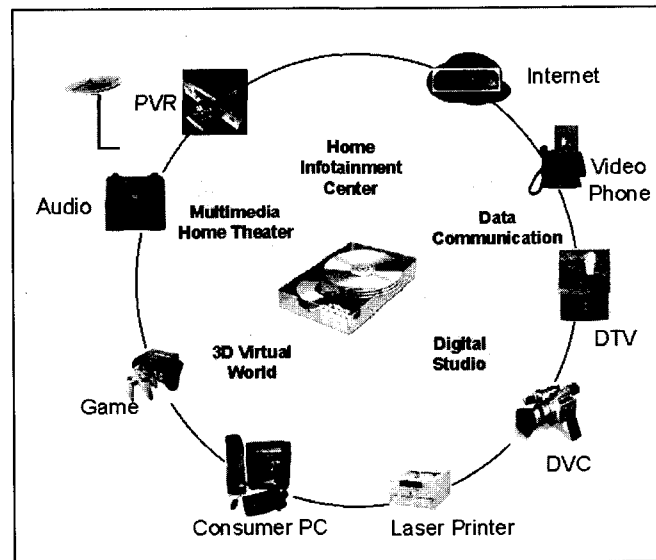 PVR
Internet
Home
Infotainment
Center
Video
Phone
Audio
Multimedia
Home Theater
Data
Communication
3D Virtual
World
Digital
Studio
DTV
Game
DVC
Consumer PC
Laser Printer